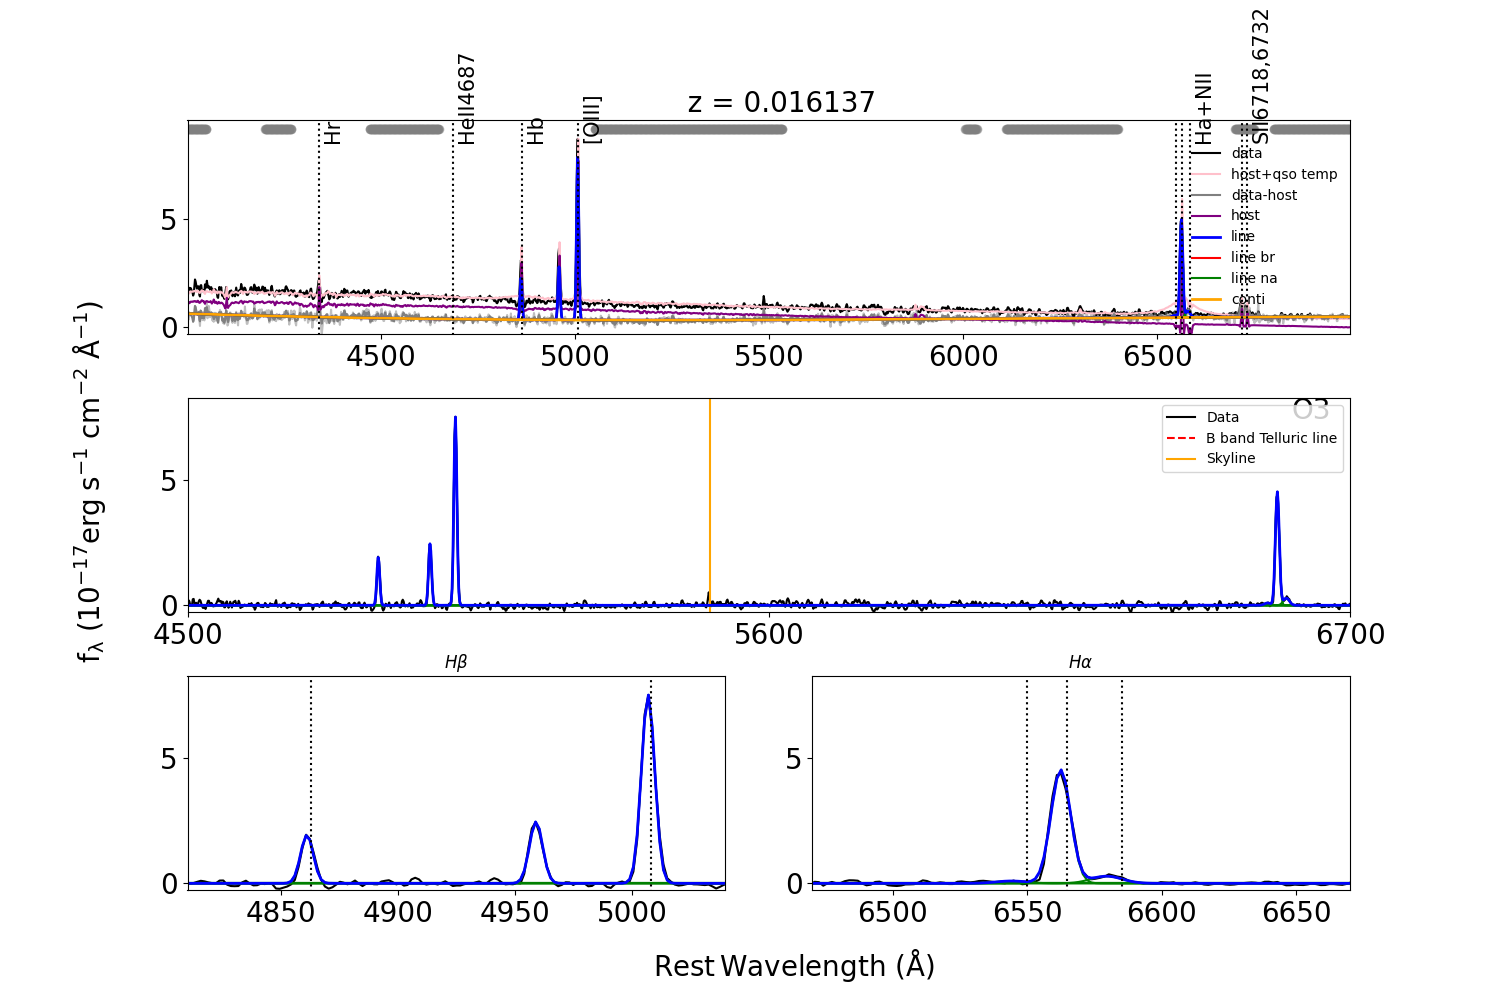 z = 0.016137
Hr
HeII4687
Hb
[OIII]
Ha+NII
SII6718,6732
data
host+qso temp
data-host
host
line
line br
line na
conti
5
0
4500
5000
5500
6000
6500
O3
Data
B band Telluric line
Skyline
5
0
4500
5600
6700
fλ (10−17erg s−1 cm−2 Å−1)
Hβ
5
0
4850
4900
4950
5000
Hα
5
0
6500
6550
6600
6650
Rest Wavelength (Å)